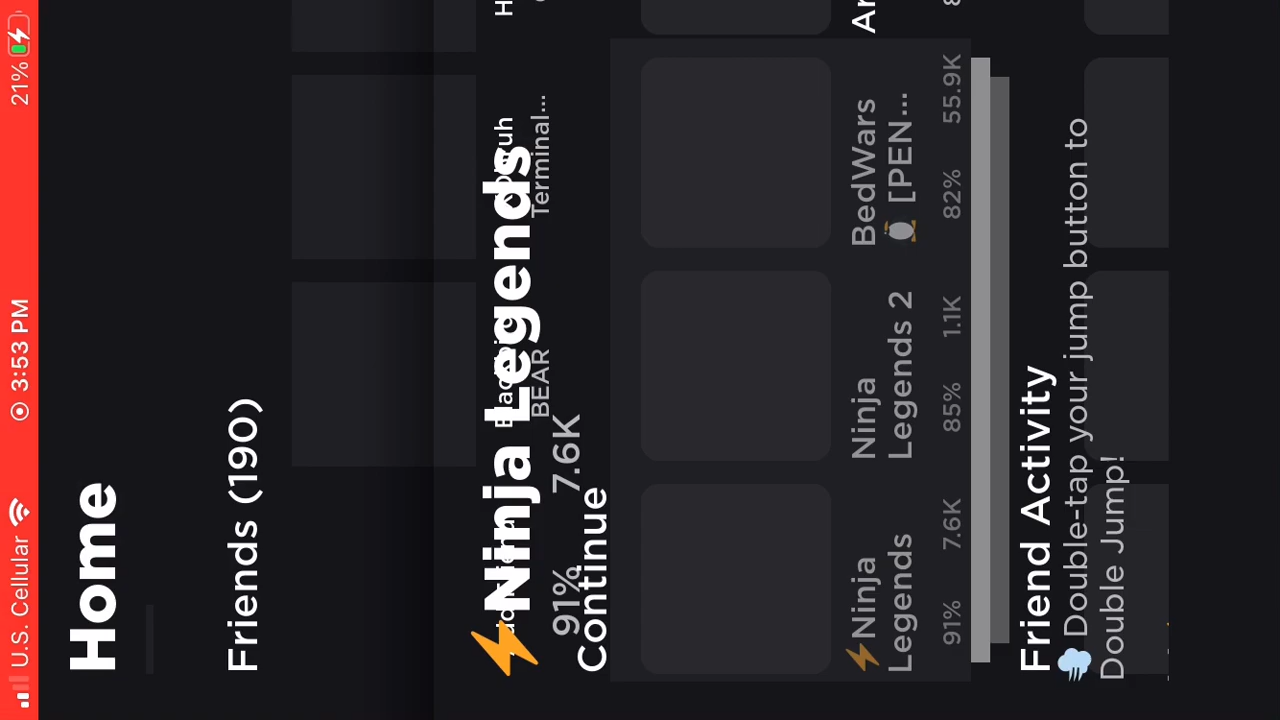 U.S. Cellular
3:53 PM
21%
Home
Friends (190)
⚡Ninja Legends
BEAR
Terminal...
91% 7.6K
Continue
⚡Ninja
Legends
91% 7.6K
Ninja
Legends 2
85% 1.1K
BedWars
🐧 [PEN...
82% 55.9K
Friend Activity
💨 Double-tap your jump button to
Double Jump!